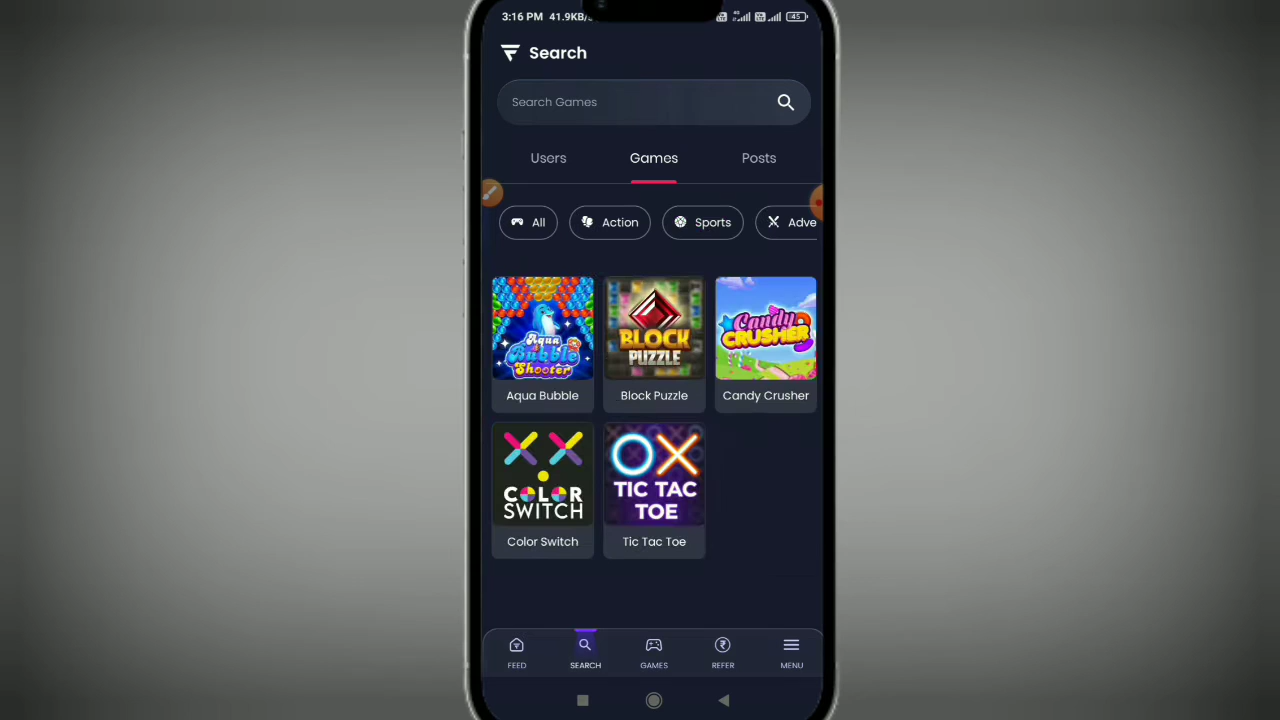 3:16 PM 41.9KB/
45
Search
Search Games
Users Games Posts
All Action Sports Adve
Aqua
Bubble
Shooter
BLOCK
PUZZLE
Candy
CRUSHER
Aqua Bubble Block Puzzle Candy Crusher
COLOR
SWITCH
OX
TIC TAC
TOE
Color Switch Tic Tac Toe
FEED SEARCH GAMES REFER MENU